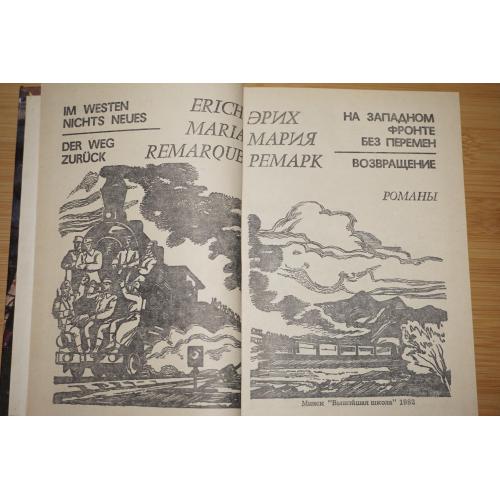 IM WESTEN
NICHTS NEUES
DER WEG
ZURÜCK
ERICH
MARIA
REMARQUE
ЭРИХ
МАРИЯ
РЕМАРК
НА ЗАПАДНОМ
ФРОНТЕ
БЕЗ ПЕРЕМЕН
ВОЗВРАЩЕНИЕ
РОМАНЫ
Минск "Вышэйшая школа" 1982